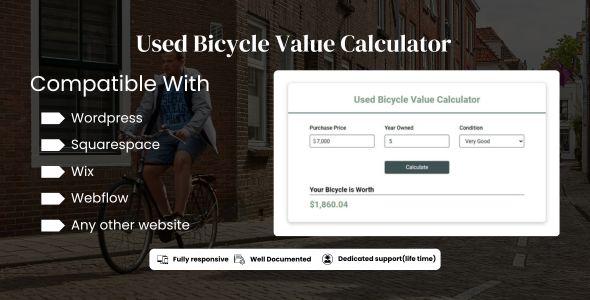 Used Bicycle Value Calculator
Compatible With
Wordpress
Squarespace
Wix
Webflow
Any other website
Used Bicycle Value Calculator
Purchase Price Year Owned Condition
$7,000 5 Very Good
Calculate
Your Bicycle is Worth
$1,860.04
Fully responsive Well Documented Dedicated support(life time)